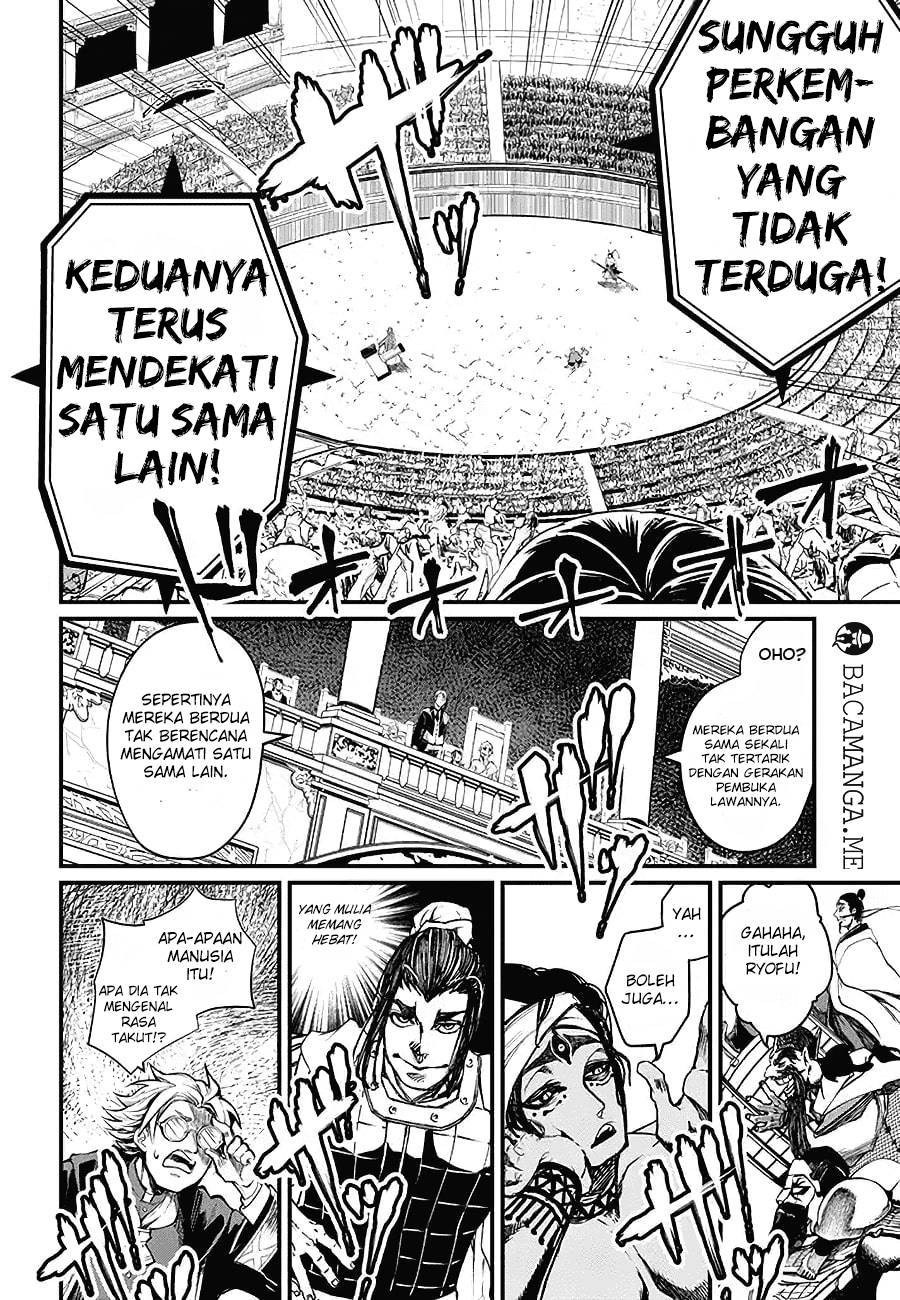 SUNGGUH
PERKEM-
BANGAN
YANG
TIDAK
TERDUGA!
KEDUANYA
TERUS
MENDEKATI
SATU SAMA
LAIN!
OHO?
MEREKA BERDUA
SAMA SEKALI
TAK TERTARIK
DENGAN GERAKAN
PEMBUKA
LAWANNYA.
SEPERTINYA
MEREKA BERDUA
TAK BERENCANA
MENGAMATI SATU
SAMA LAIN.
BACAMANGA.ME
GAHAHA,
ITULAH
RYOFU!
YAH
...
BOLEH
JUGA...
YANG MULIA
MEMANG
HEBAT!
APA-APAAN
MANUSIA
ITU!
APA DIA TAK
MENGENAL
RASA
TAKUT!?